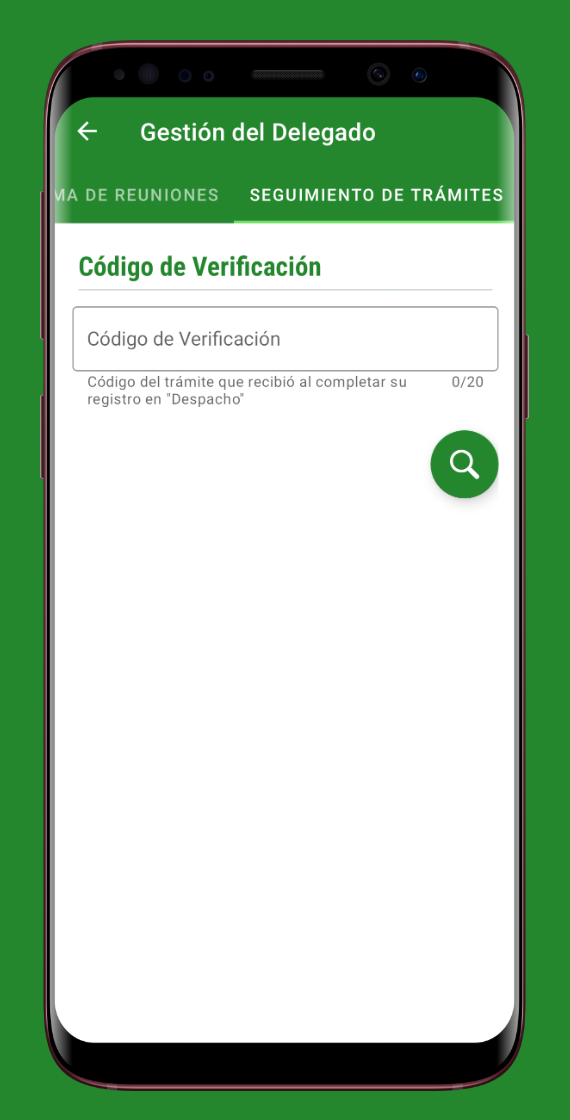 Gestión del Delegado
MA DE REUNIONES SEGUIMIENTO DE TRÁMITES
Código de Verificación
Código de Verificación
Código del trámite que recibió al completar su 0/20
registro en "Despacho"